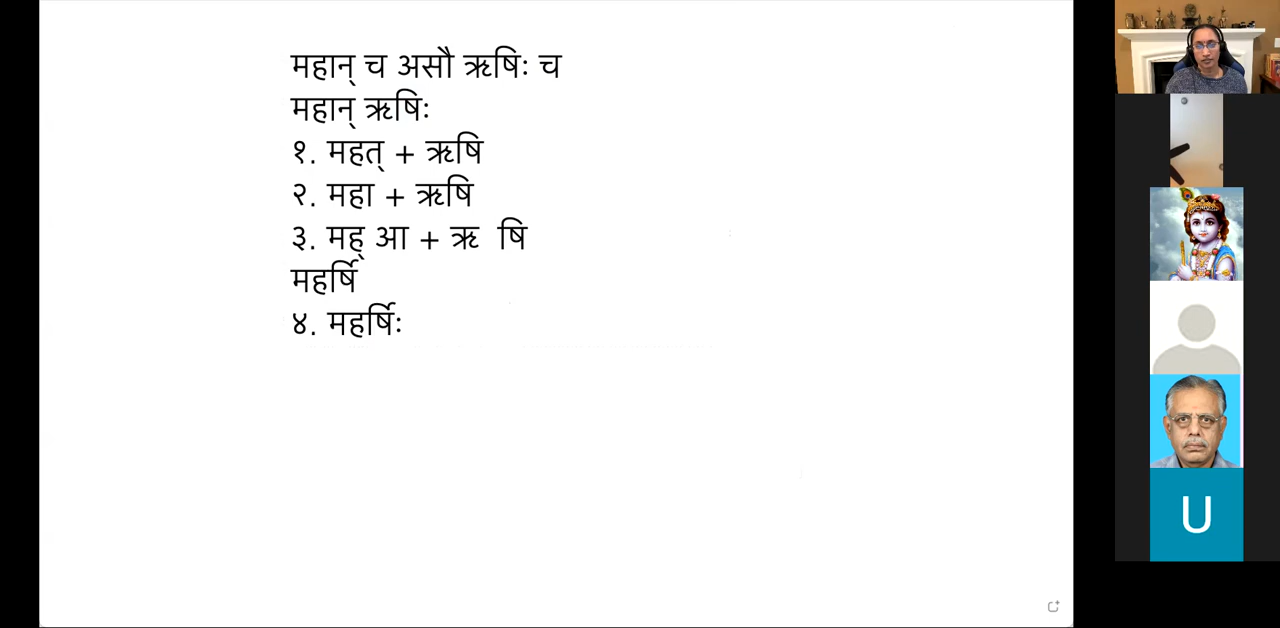 महान् च असौ ऋषिः च
महान् ऋषिः
१. महत् + ऋषि
२. महा + ऋषि
३. मह् आ + ऋ षि
महर्षि
४. महर्षिः
U